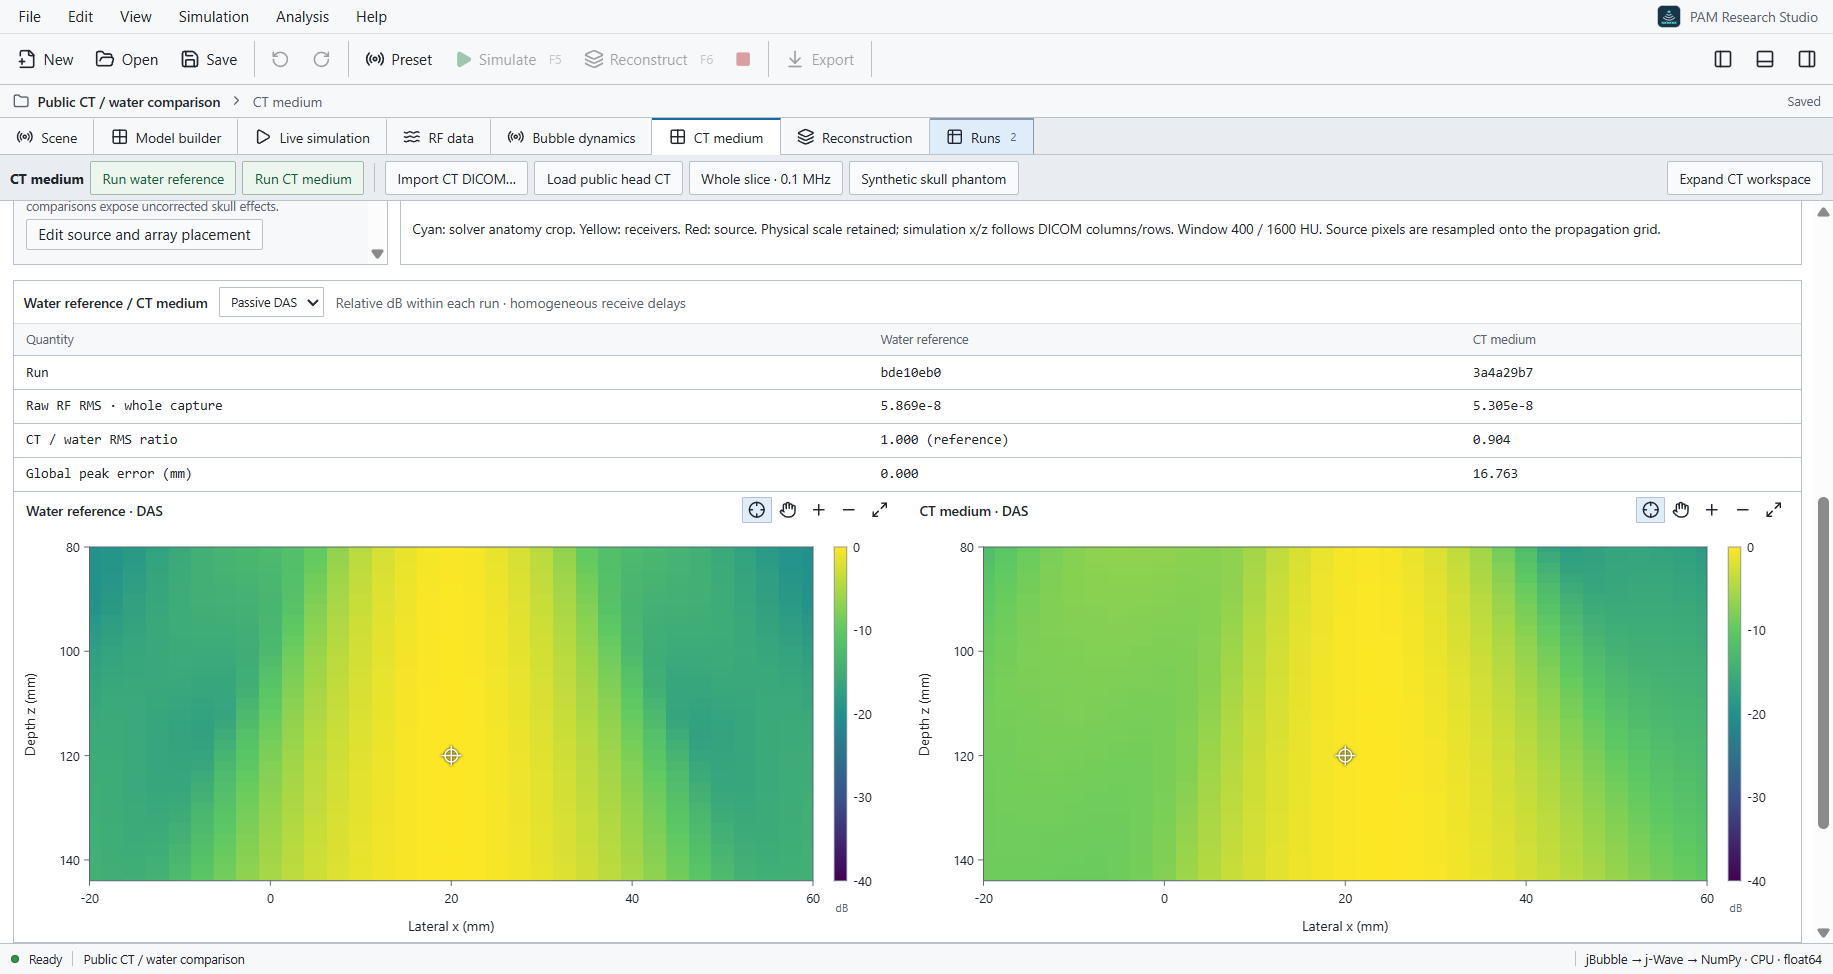 File Edit View Simulation Analysis Help PAM Research Studio
New Open Save Preset Simulate F5 Reconstruct F6 Export
Public CT / water comparison > CT medium Saved
Scene Model builder Live simulation RF data Bubble dynamics CT medium Reconstruction Runs 2
CT medium Run water reference Run CT medium Import CT DICOM... Load public head CT Whole slice · 0.1 MHz Synthetic skull phantom Expand CT workspace
comparisons expose uncorrected skull effects.
Edit source and array placement
Cyan: solver anatomy crop. Yellow: receivers. Red: source. Physical scale retained; simulation x/z follows DICOM columns/rows. Window 400 / 1600 HU. Source pixels are resampled onto the propagation grid.
Water reference / CT medium Passive DAS Relative dB within each run · homogeneous receive delays
Quantity Water reference CT medium
Run bde10eb0 3a4a29b7
Raw RF RMS · whole capture 5.869e-8 5.305e-8
CT / water RMS ratio 1.000 (reference) 0.904
Global peak error (mm) 0.000 16.763
Water reference · DAS
80
100
120
140
Depth z (mm)
-20 0 20 40 60
Lateral x (mm)
0
-10
-20
-30
-40
dB
CT medium · DAS
80
100
120
140
Depth z (mm)
-20 0 20 40 60
Lateral x (mm)
0
-10
-20
-30
-40
dB
Ready Public CT / water comparison jBubble → j-Wave → NumPy · CPU · float64